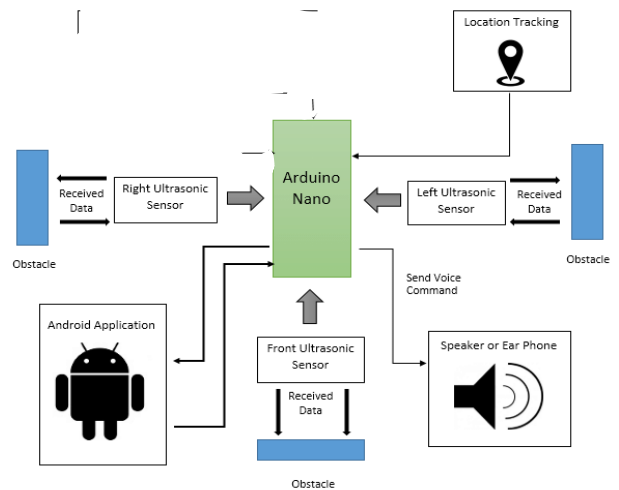 Location Tracking
Arduino
Nano
Right Ultrasonic
Sensor
Received
Data
Obstacle
Left Ultrasonic
Sensor
Received
Data
Obstacle
Send Voice
Command
Android Application
Front Ultrasonic
Sensor
Received
Data
Obstacle
Speaker or Ear Phone